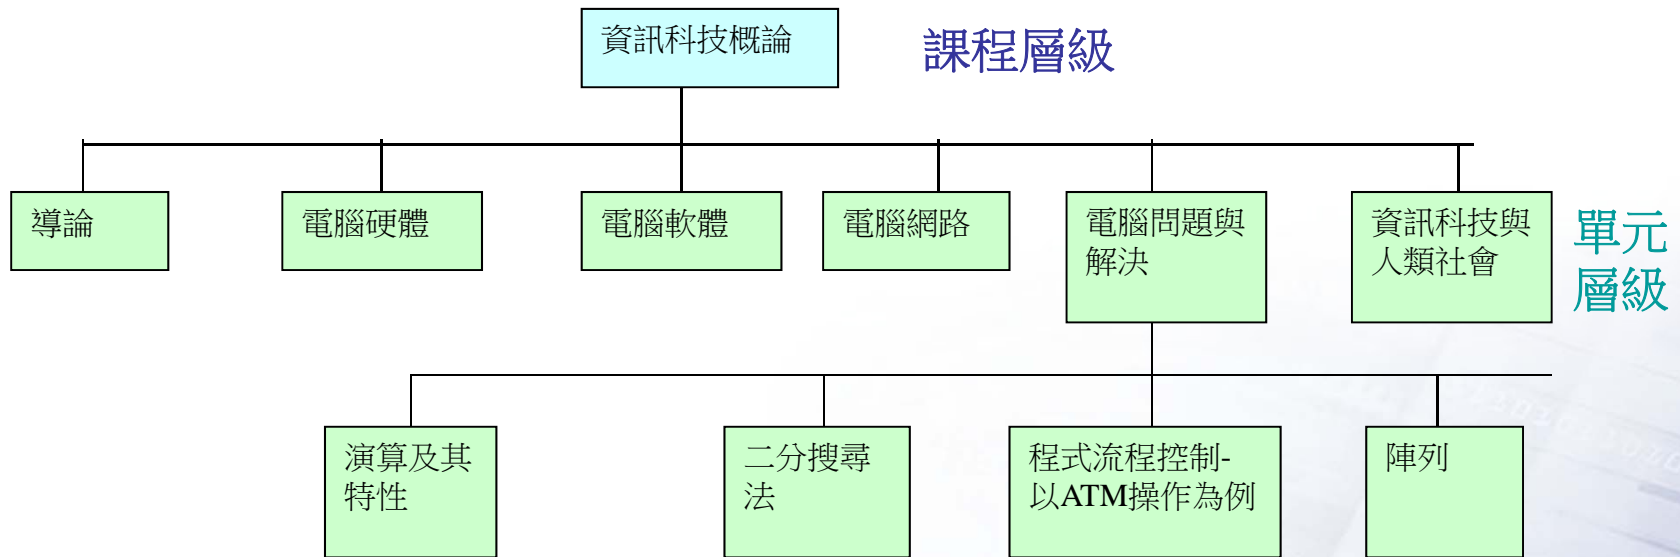 資訊科技概論
課程層級
導論
電腦硬體
電腦軟體
電腦網路
電腦問題與
解決
資訊科技與
人類社會
單元
層級
演算及其
特性
二分搜尋
法
程式流程控制-
以ATM操作為例
陣列